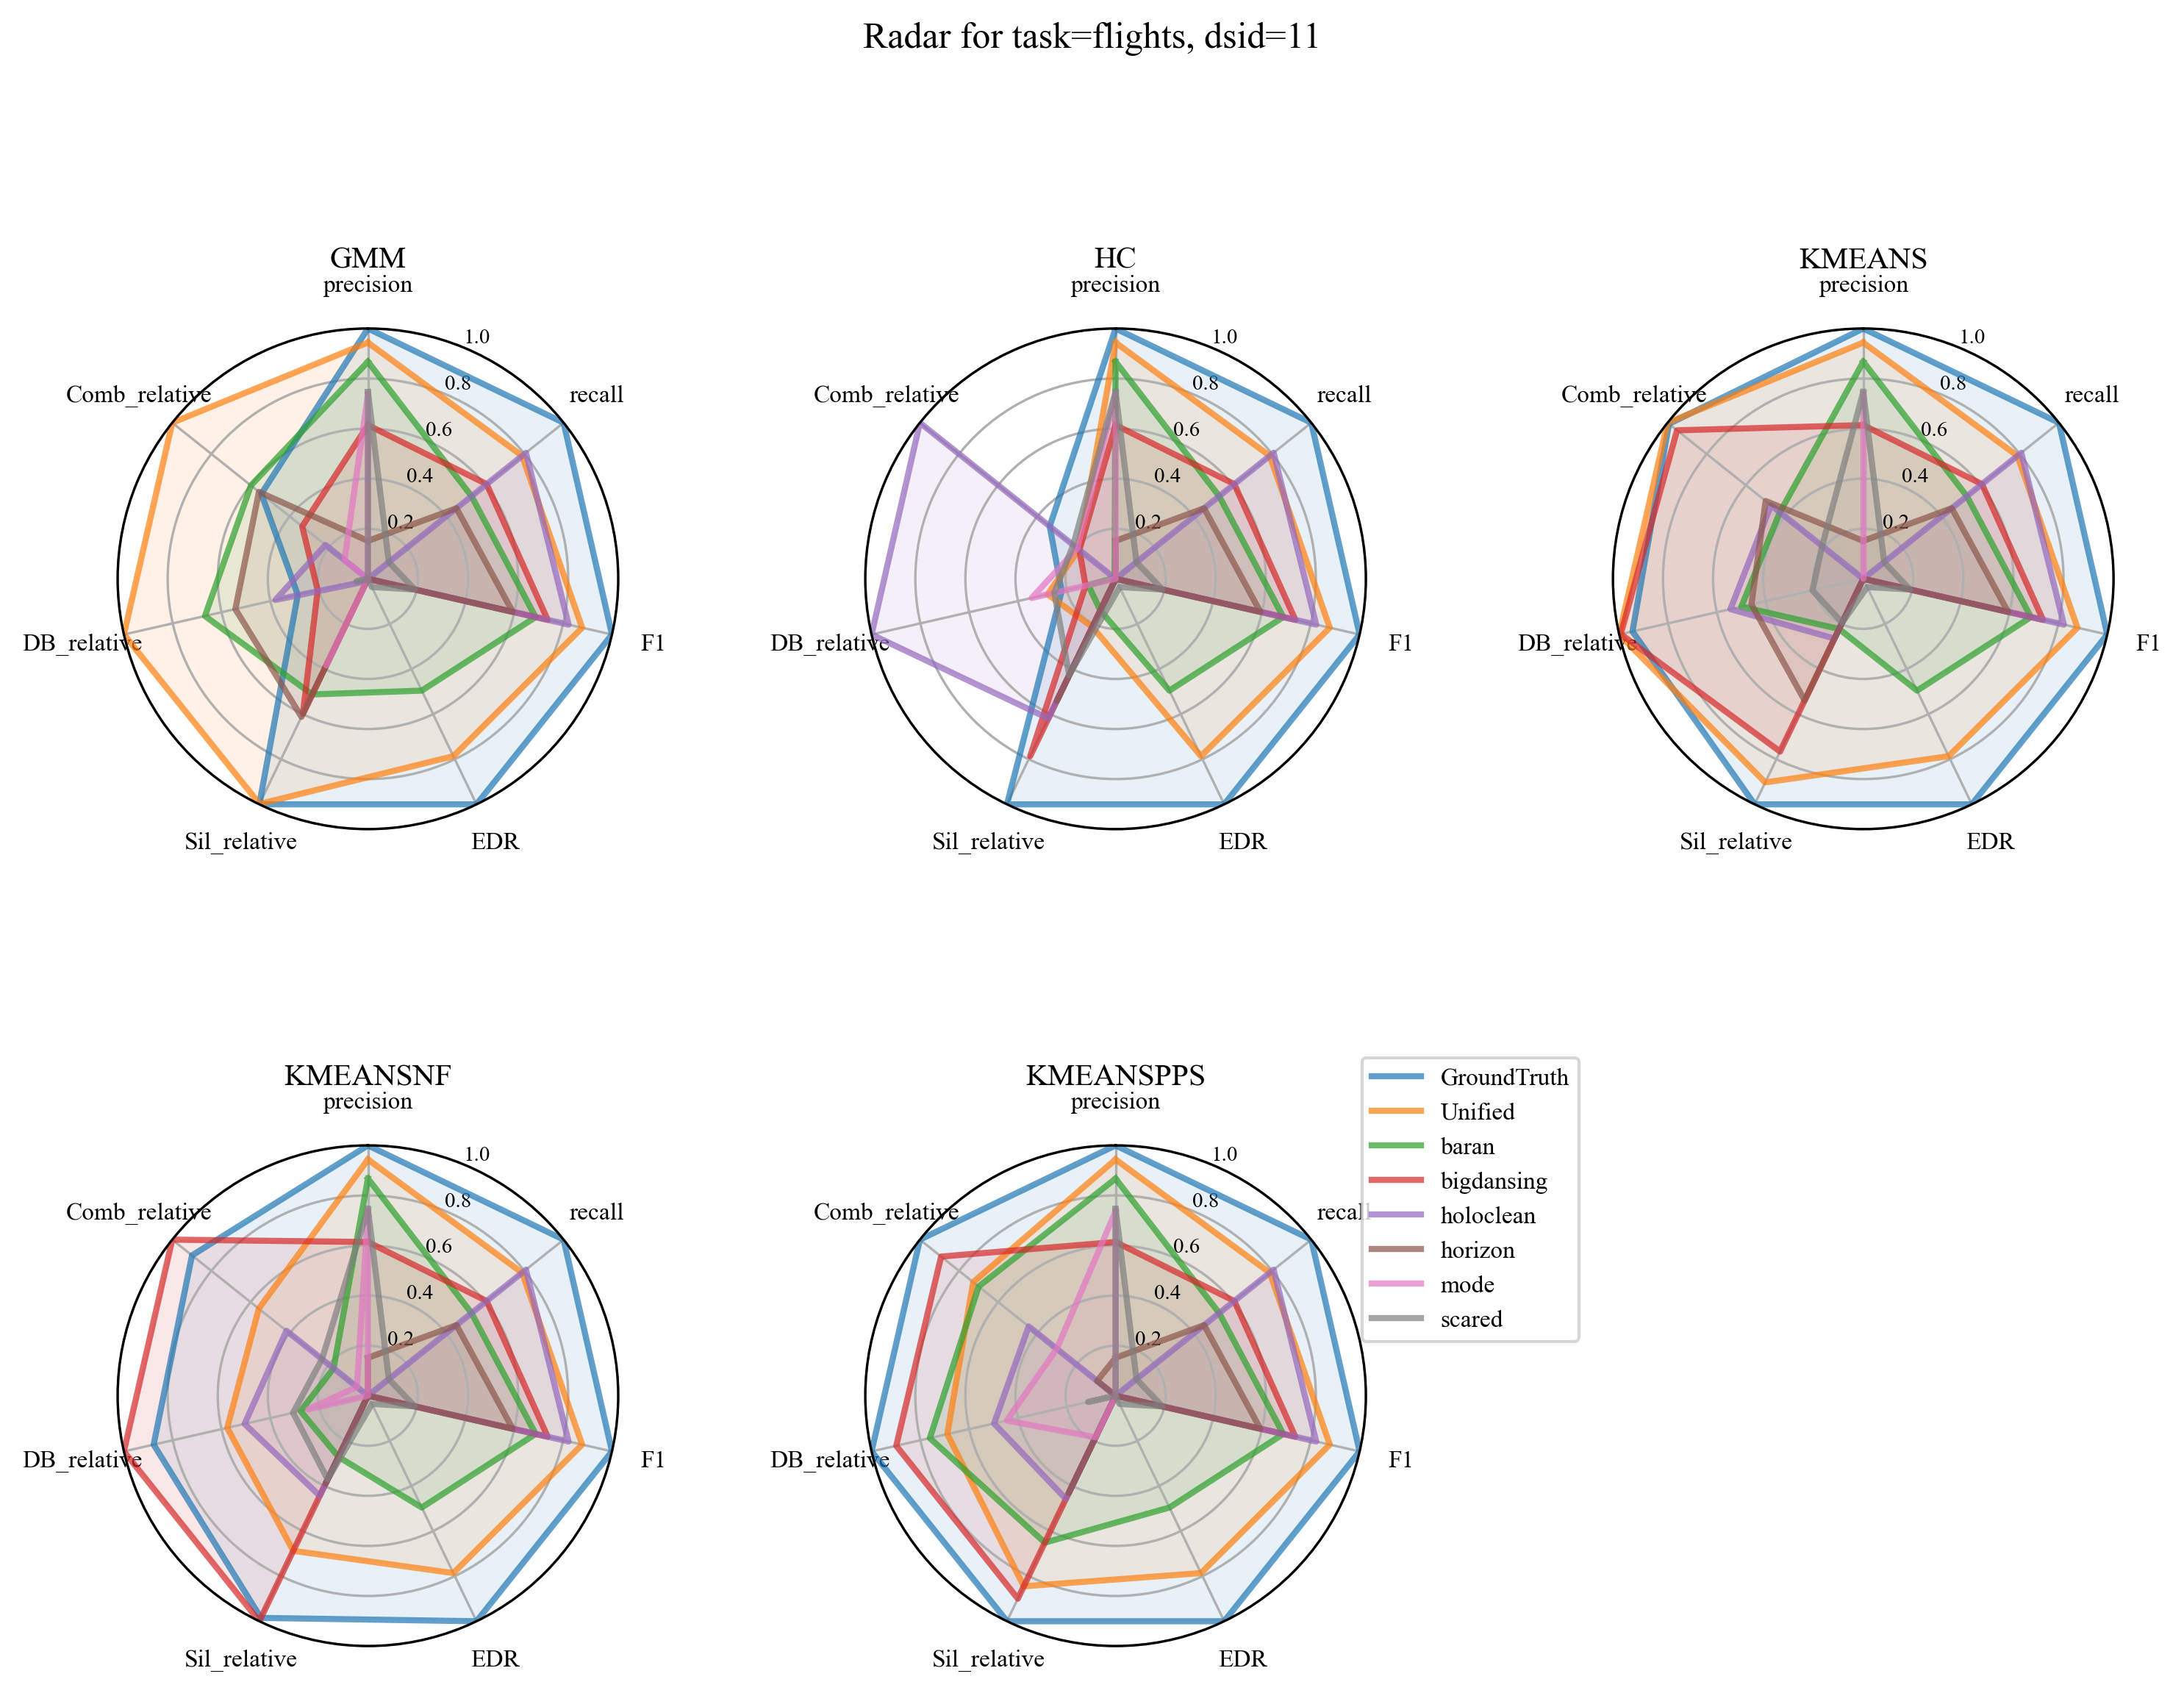 Radar for task=flights, dsid=11
GMM
precision
recall
F1
EDR
Sil_relative
DB_relative
Comb_relative
0.2
0.4
0.6
0.8
1.0
HC
precision
recall
F1
EDR
Sil_relative
DB_relative
Comb_relative
0.2
0.4
0.6
0.8
1.0
KMEANS
precision
recall
F1
EDR
Sil_relative
DB_relative
Comb_relative
0.2
0.4
0.6
0.8
1.0
KMEANSNF
precision
recall
F1
EDR
Sil_relative
DB_relative
Comb_relative
0.2
0.4
0.6
0.8
1.0
KMEANSPPS
precision
recall
F1
EDR
Sil_relative
DB_relative
Comb_relative
0.2
0.4
0.6
0.8
1.0
GroundTruth
Unified
baran
bigdansing
holoclean
horizon
mode
scared